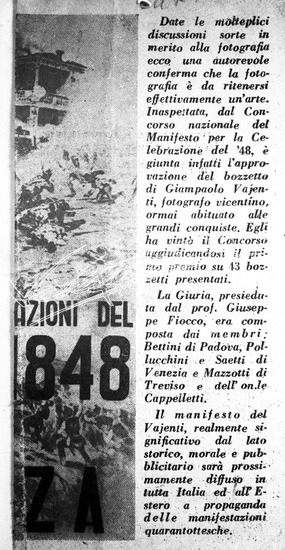 Date le molteplici
discussioni sorte in
merito alla fotografia
ecco una autorevole
conferma che la foto-
grafia è da ritenersi
effettivamente un'arte.
Inaspettata, dal Con-
corso nazionale del
Manifesto per la Ce-
lebrazione del '48, è
giunta infatti l'appro-
vazione del bozzetto
di Giampaolo Vajen-
ti, fotografo vicentino,
ormai abituato alle
grandi conquiste. Egli
ha vinto il Concorso
aggiudicandosi il pri-
mo premio su 43 boz-
zetti presentati.
La Giuria, presiedu-
ta dal prof. Giusep-
pe Fiocco, era com-
posta dai membri:
Bettini di Padova, Pol-
lucchini e Saetti di
Venezia e Mazzotti di
Treviso e dell'on.le
Cappelletti.
Il manifesto del
Vajenti, realmente si-
gnificativo dal lato
storico, morale e pub-
blicitario sarà prossi-
mamente diffuso in
tutta Italia ed all'E-
stero a propaganda
delle manifestazioni
quarantottesche.
AZIONI DEL
848
ZA